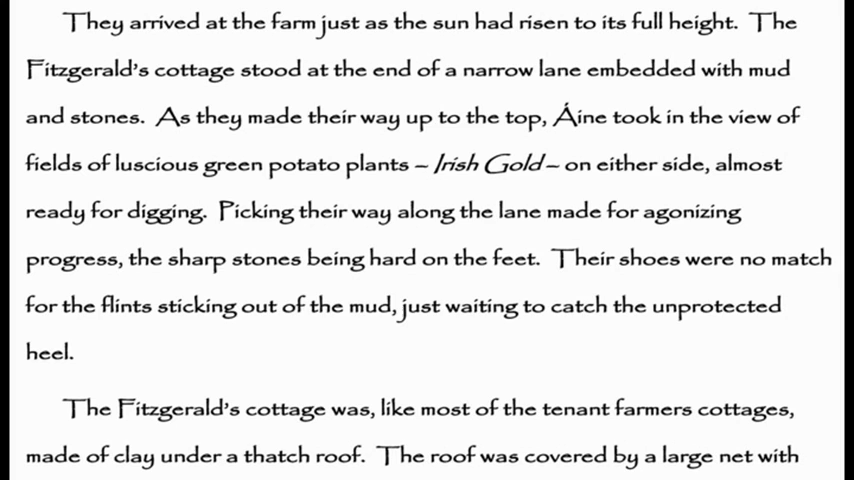 They arrived at the farm just as the sun had risen to its full height. The
Fitzgerald's cottage stood at the end of a narrow lane embedded with mud
and stones. As they made their way up to the top, Áine took in the view of
fields of luscious green potato plants – Irish Gold – on either side, almost
ready for digging. Picking their way along the lane made for agonizing
progress, the sharp stones being hard on the feet. Their shoes were no match
for the flints sticking out of the mud, just waiting to catch the unprotected
heel.
The Fitzgerald's cottage was, like most of the tenant farmers cottages,
made of clay under a thatch roof. The roof was covered by a large net with